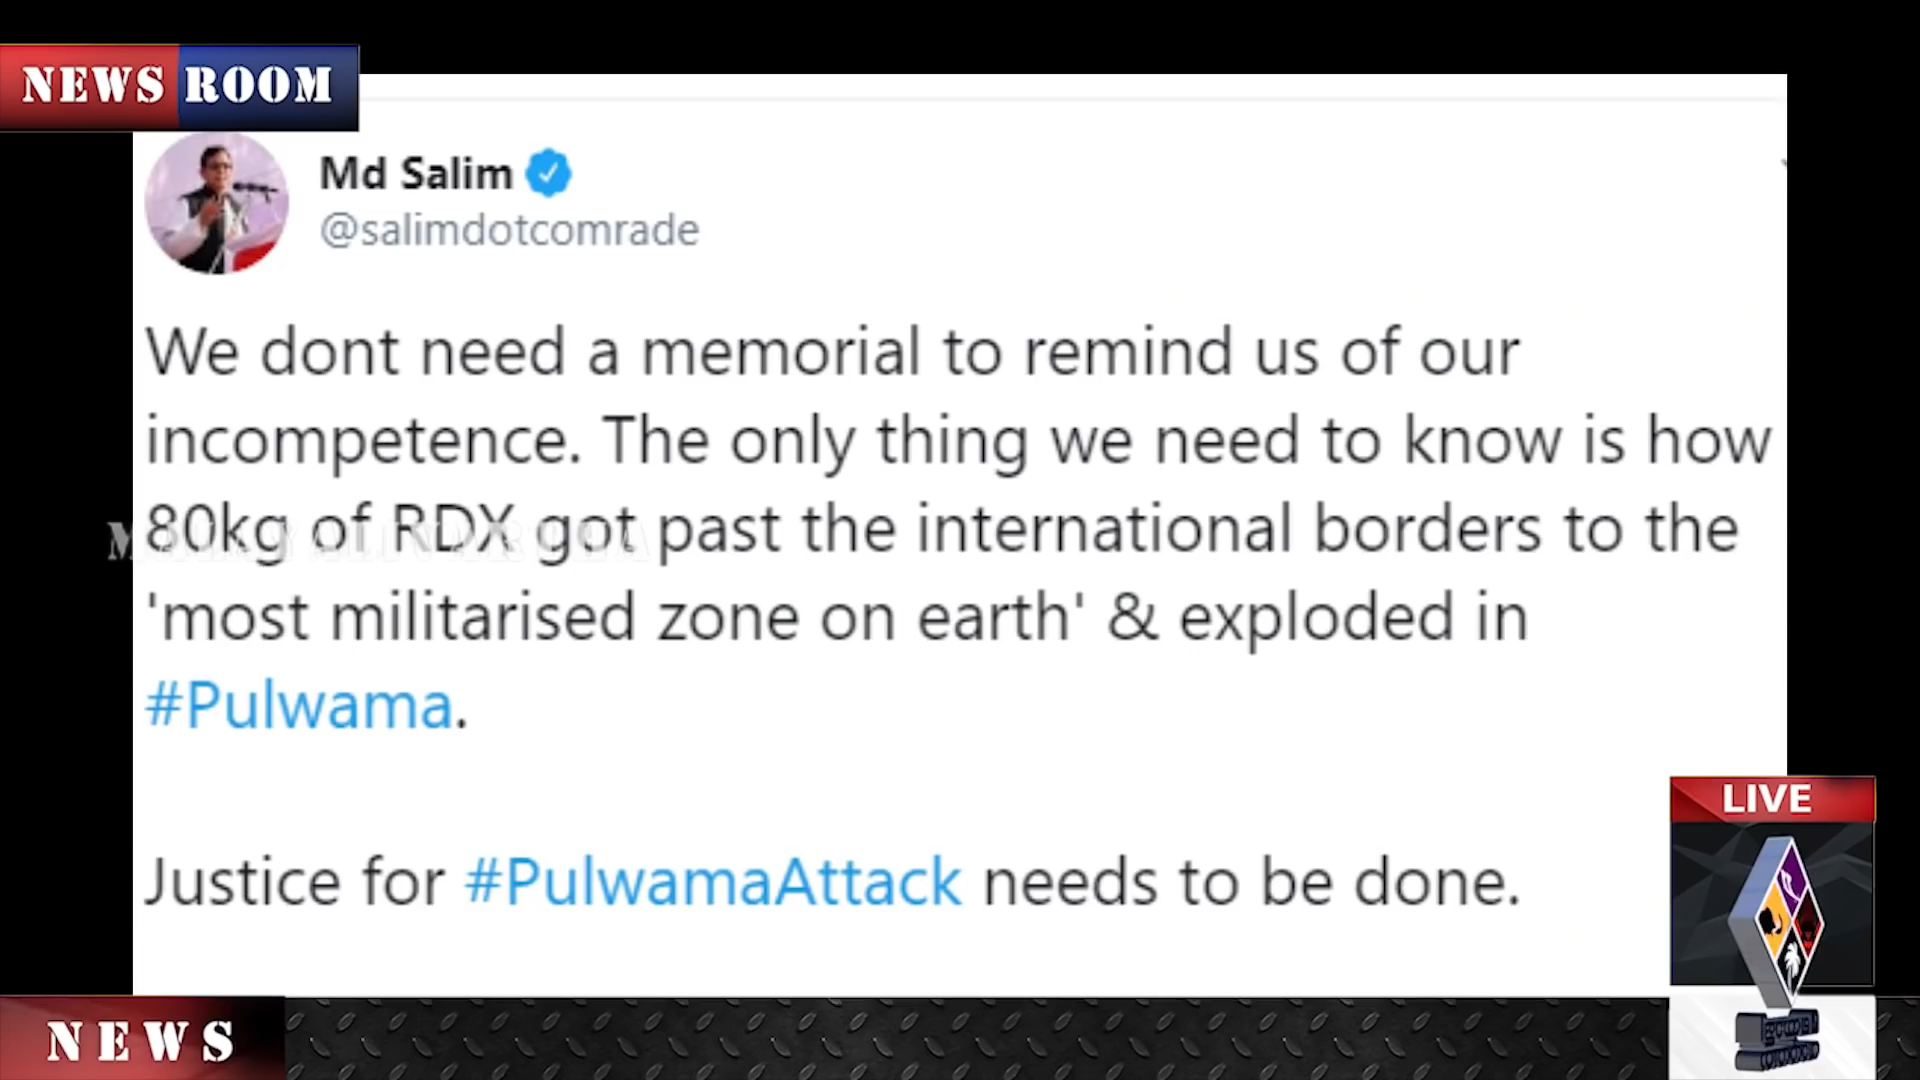 NEWS ROOM
Md Salim
@salimdotcomrade
We dont need a memorial to remind us of our
incompetence. The only thing we need to know is how
80kg of RDX got past the international borders to the
'most militarised zone on earth' & exploded in
#Pulwama.
Justice for #PulwamaAttack needs to be done.
LIVE
NEWS